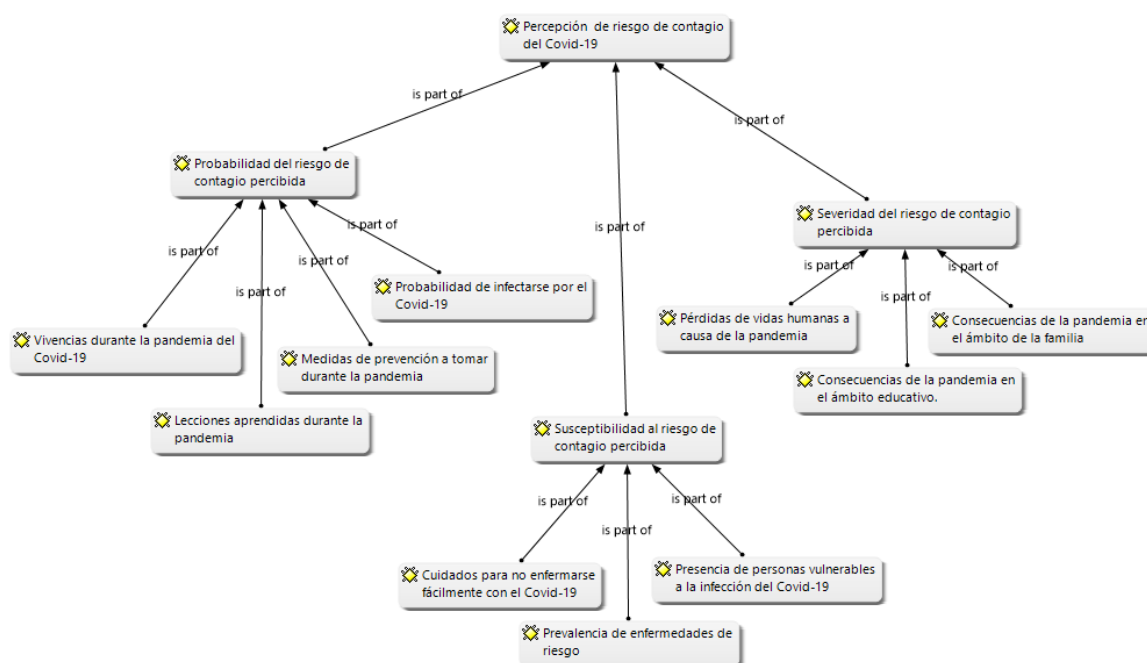 Percepción de riesgo de contagio
del Covid-19
is part of
is part of
is part of
Probabilidad del riesgo de
contagio percibida
Severidad del riesgo de contagio
percibida
is part of
is part of
is part of
is part of
is part of
is part of
is part of
Probabilidad de infectarse por el
Covid-19
Pérdidas de vidas humanas a
causa de la pandemia
Consecuencias de la pandemia en
el ámbito de la familia
Vivencias durante la pandemia del
Covid-19
Medidas de prevención a tomar
durante la pandemia
Consecuencias de la pandemia en
el ámbito educativo.
Lecciones aprendidas durante la
pandemia
Susceptibilidad al riesgo de
contagio percibida
is part of
is part of
is part of
Cuidados para no enfermarse
fácilmente con el Covid-19
Presencia de personas vulnerables
a la infección del Covid-19
Prevalencia de enfermedades de
riesgo